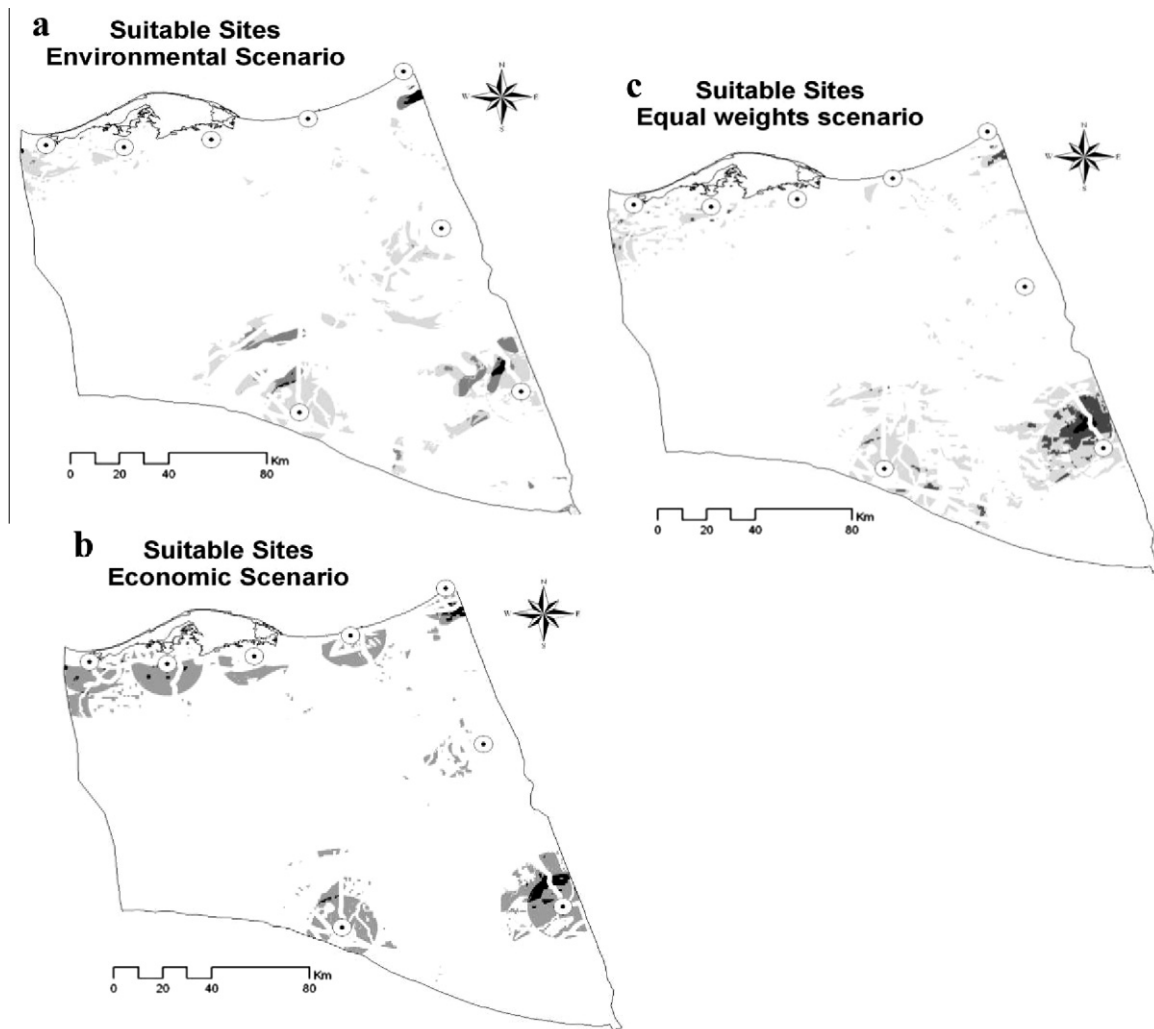 a
Suitable Sites
Environmental Scenario
N
W E
S
0 20 40 80 Km
c
Suitable Sites
Equal weights scenario
N
W E
S
0 20 40 80 Km
b
Suitable Sites
Economic Scenario
N
W E
S
0 20 40 80 Km